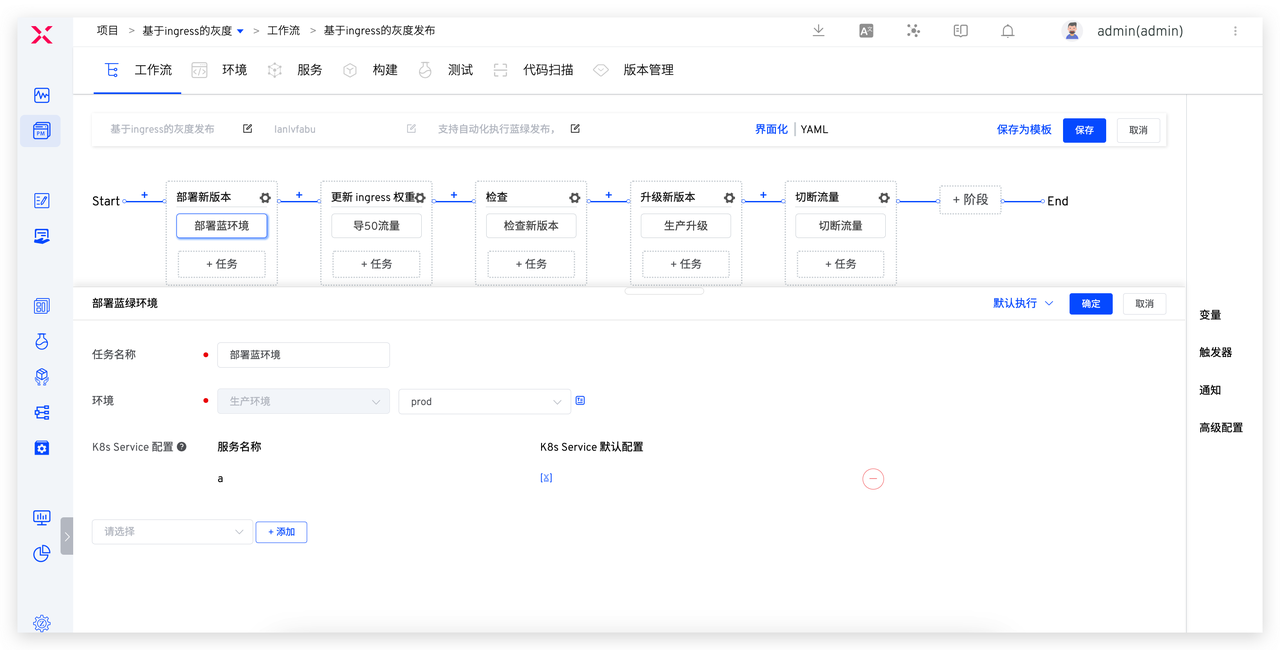 项目 > 基于ingress的灰度 > 工作流 > 基于ingress的灰度发布
admin(admin)
工作流 环境 服务 构建 测试 代码扫描 版本管理
PM
基于ingress的灰度发布 lanlvfabu 支持自动化执行蓝绿发布, 界面化 YAML 保存为模板 保存 取消
Start + 部署新版本 + 更新 ingress 权重 + 检查 + 升级新版本 + 切断流量 + 阶段 End
部署蓝环境 导50流量 检查新版本 生产升级 切断流量
+ 任务 + 任务 + 任务 + 任务 + 任务
部署蓝绿环境 默认执行 确定 取消
变量
任务名称 部署蓝环境
触发器
通知
环境 生产环境 prod
高级配置
K8s Service 配置 服务名称 K8s Service 默认配置
a
请选择 + 添加